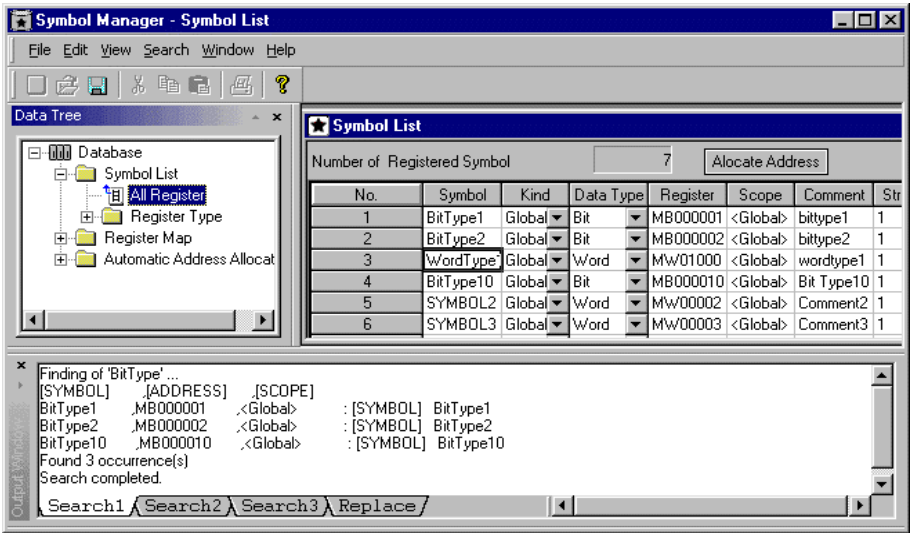 Symbol Manager - Symbol List
File Edit View Search Window Help
Data Tree
Database
Symbol List
All Register
Register Type
Register Map
Automatic Address Allocat
Symbol List
Number of Registered Symbol 7 Alocate Address
No. Symbol Kind Data Type Register Scope Comment Str
1 BitType1 Global Bit MB000001 <Global> bittype1 1
2 BitType2 Global Bit MB000002 <Global> bittype2 1
3 WordType1 Global Word MW01000 <Global> wordtype1 1
4 BitType10 Global Bit MB000010 <Global> Bit Type10 1
5 SYMBOL2 Global Word MW00002 <Global> Comment2 1
6 SYMBOL3 Global Word MW00003 <Global> Comment3 1
Output Window
Finding of 'BitType' ...
[SYMBOL] ,[ADDRESS] ,[SCOPE]
BitType1 ,MB000001 ,<Global> : [SYMBOL] BitType1
BitType2 ,MB000002 ,<Global> : [SYMBOL] BitType2
BitType10 ,MB000010 ,<Global> : [SYMBOL] BitType10
Found 3 occurrence(s)
Search completed.
Search1 Search2 Search3 Replace